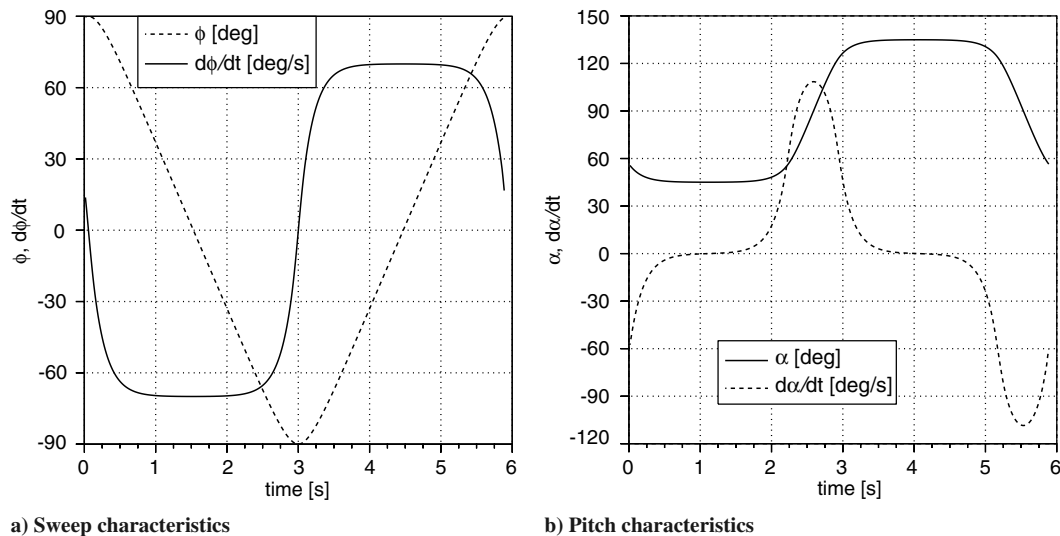 90
60
30
0
-30
-60
-90
ϕ, dϕ/dt
ϕ [deg]
dϕ/dt [deg/s]
0 1 2 3 4 5 6
time [s]
a) Sweep characteristics
150
120
90
60
30
0
-30
-60
-90
-120
α, dα/dt
α [deg]
dα/dt [deg/s]
0 1 2 3 4 5 6
time [s]
b) Pitch characteristics